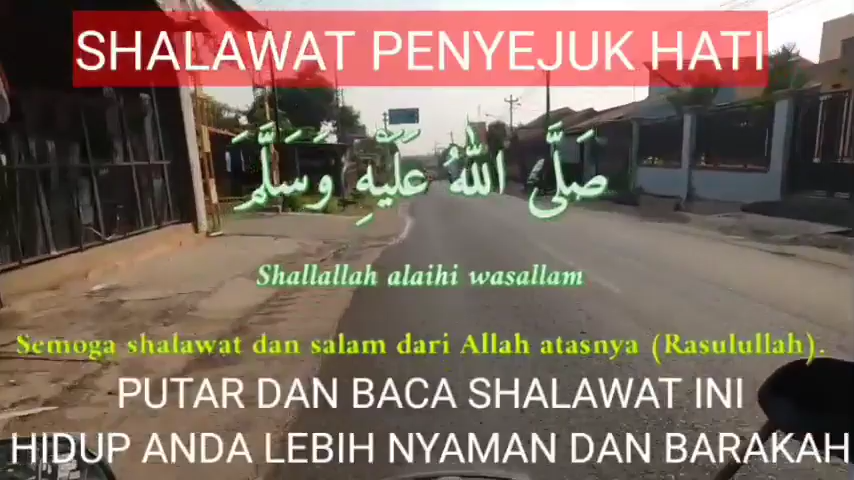 SHALAWAT PENYEJUK HATI
صَلَّى اللهُ عَلَيْهِ وَسَلَّمَ
Shallallah alaihi wasallam
Semoga shalawat dan salam dari Allah atasnya (Rasulullah).
PUTAR DAN BACA SHALAWAT INI
HIDUP ANDA LEBIH NYAMAN DAN BARAKAH